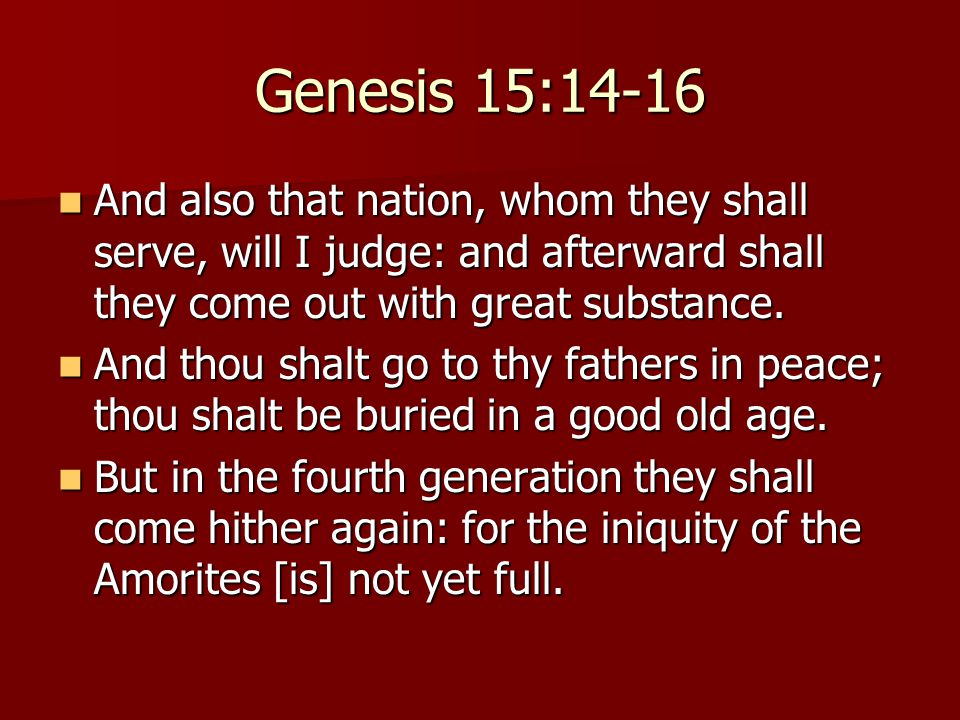 Genesis 15:14-16
And also that nation, whom they shall
serve, will I judge: and afterward shall
they come out with great substance.
And thou shalt go to thy fathers in peace;
thou shalt be buried in a good old age.
But in the fourth generation they shall
come hither again: for the iniquity of the
Amorites [is] not yet full.